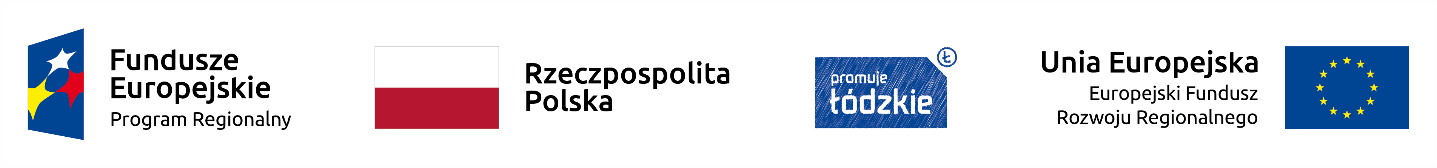 Fundusze
Europejskie
Program Regionalny
Rzeczpospolita
Polska
promuje
łódzkie
Ł
Unia Europejska
Europejski Fundusz
Rozwoju Regionalnego